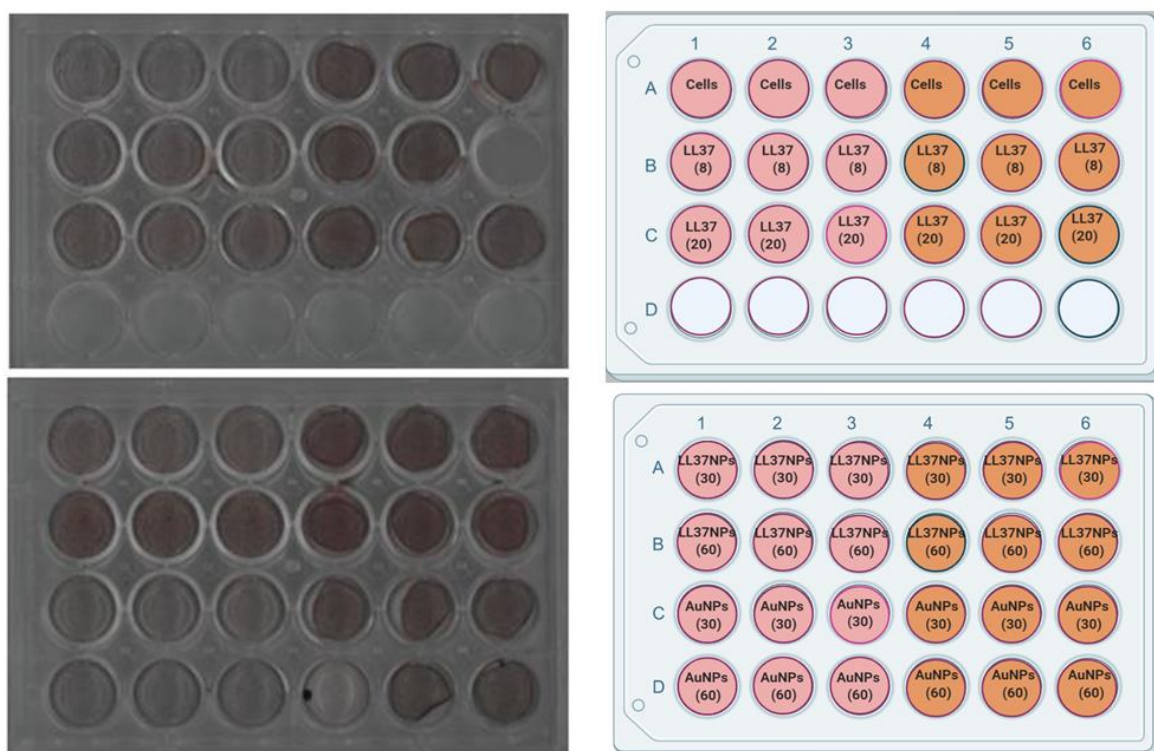 1 2 3 4 5 6
A Cells Cells Cells Cells Cells Cells
B LL37 LL37 LL37 LL37 LL37 LL37
(8) (8) (8) (8) (8) (8)
C LL37 LL37 LL37 LL37 LL37 LL37
(20) (20) (20) (20) (20) (20)
D
1 2 3 4 5 6
A LL37NPs LL37NPs LL37NPs LL37NPs LL37NPs LL37NPs
(30) (30) (30) (30) (30) (30)
B LL37NPs LL37NPs LL37NPs LL37NPs LL37NPs LL37NPs
(60) (60) (60) (60) (60) (60)
C AuNPs AuNPs AuNPs AuNPs AuNPs AuNPs
(30) (30) (30) (30) (30) (30)
D AuNPs AuNPs AuNPs AuNPs AuNPs AuNPs
(60) (60) (60) (60) (60) (60)